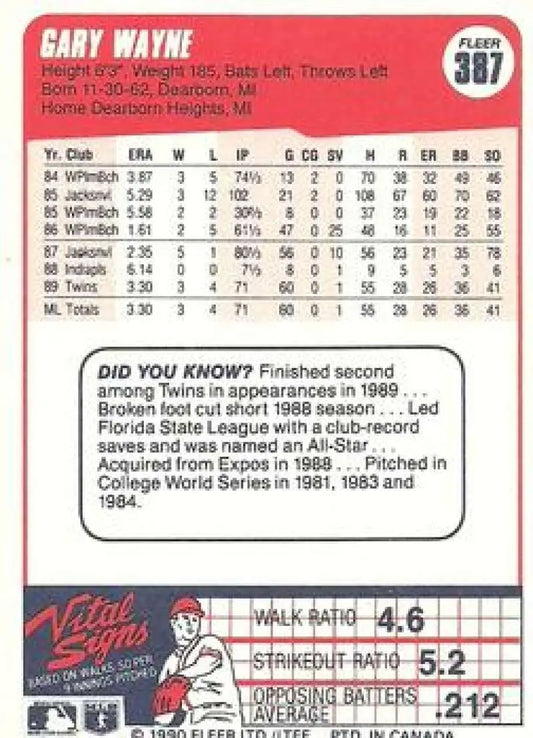 GARY WAYNE
FLEER
387
Height 6'3", Weight 185, Bats Left, Throws Left
Born 11-30-62, Dearborn, MI
Home Dearborn Heights, MI
Yr. Club ERA W L IP G CG SV H R ER BB SO
84 WPlmBch 3.87 3 5 74⅓ 13 2 0 70 38 32 49 46
85 Jacksnvl 5.29 3 12 102 21 2 0 108 67 60 70 62
85 WPlmBch 5.58 2 2 30⅔ 8 0 0 37 23 19 22 18
86 WPlmBch 1.61 2 5 61⅓ 47 0 25 48 16 11 25 55
87 Jacksnvl 2.35 5 1 80⅓ 56 0 10 56 23 21 35 78
88 Indiapls 6.14 0 0 7⅓ 8 0 1 9 5 5 3 6
89 Twins 3.30 3 4 71 60 0 1 55 28 26 36 41
ML Totals 3.30 3 4 71 60 0 1 55 28 26 36 41
DID YOU KNOW? Finished second
among Twins in appearances in 1989 . . .
Broken foot cut short 1988 season . . . Led
Florida State League with a club-record
saves and was named an All-Star . . .
Acquired from Expos in 1988 . . . Pitched in
College World Series in 1981, 1983 and
1984.
Vital
Signs
BASED ON WALKS, SO PER
9 INNINGS PITCHED
WALK RATIO 4.6
STRIKEOUT RATIO 5.2
OPPOSING BATTERS
AVERAGE .212
© 1990 FLEER LTD./LTEE. PTD. IN CANADA